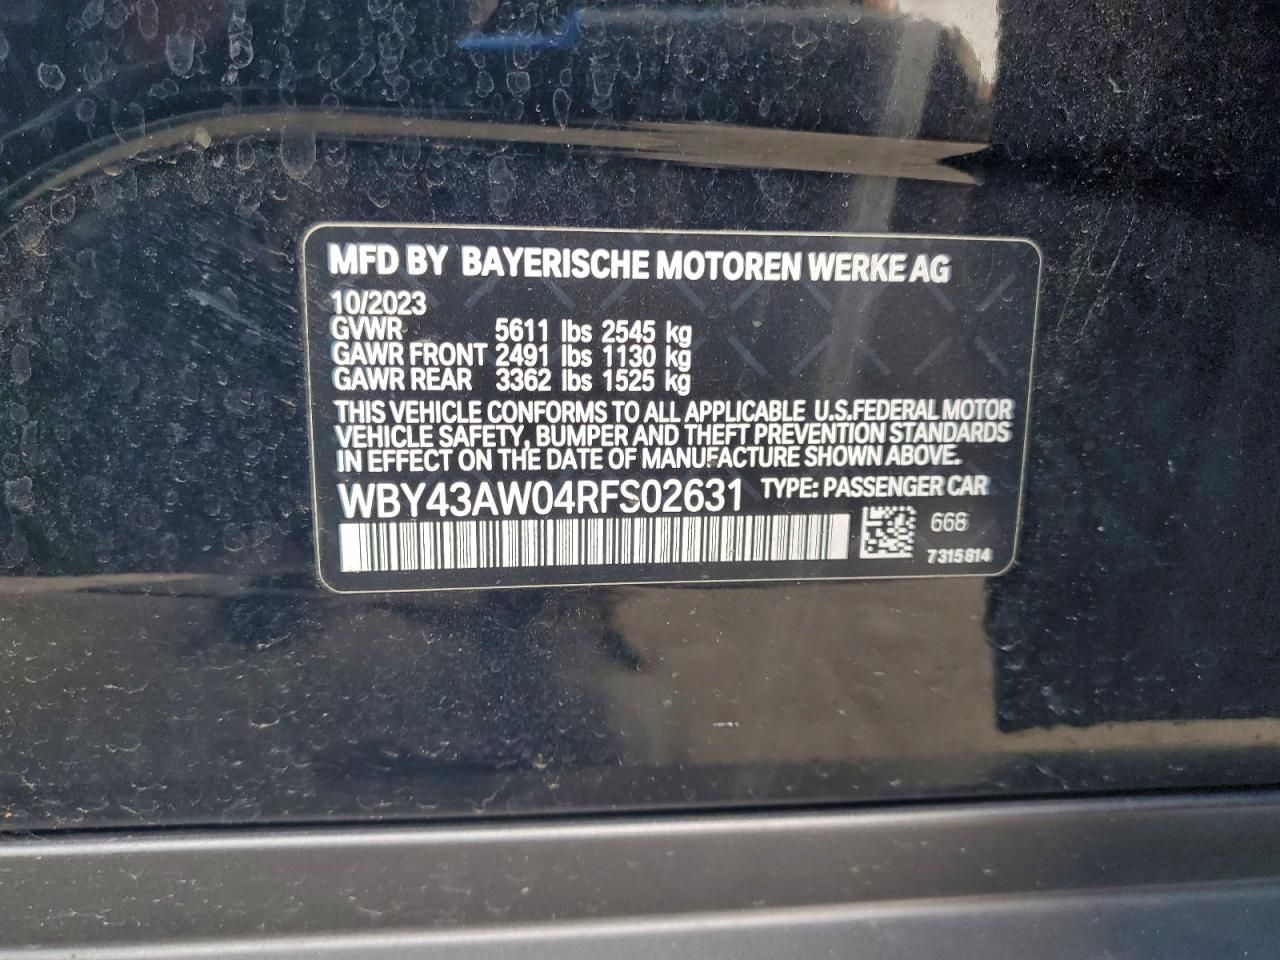 MFD BY BAYERISCHE MOTOREN WERKE AG
10/2023
GVWR 5611 lbs 2545 kg
GAWR FRONT 2491 lbs 1130 kg
GAWR REAR 3362 lbs 1525 kg
THIS VEHICLE CONFORMS TO ALL APPLICABLE U.S.FEDERAL MOTOR
VEHICLE SAFETY, BUMPER AND THEFT PREVENTION STANDARDS
IN EFFECT ON THE DATE OF MANUFACTURE SHOWN ABOVE.
WBY43AW04RFS02631 TYPE: PASSENGER CAR
668
7315814